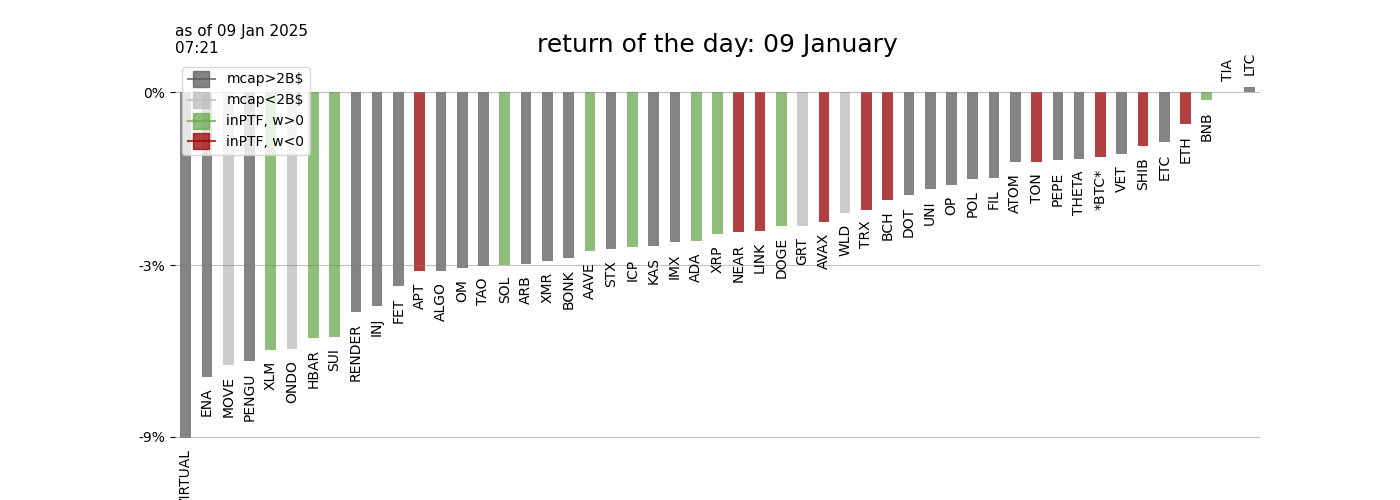 as of 09 Jan 2025
07:21
return of the day: 09 January
mcap>2B$
mcap<2B$
inPTF, w>0
inPTF, w<0
0%
-3%
-9%
ENA
MOVE
PENGU
XLM
ONDO
HBAR
SUI
RENDER
INJ
FET
APT
ALGO
OM
TAO
SOL
ARB
XMR
BONK
AAVE
STX
ICP
KAS
IMX
ADA
XRP
NEAR
LINK
DOGE
GRT
AVAX
WLD
TRX
BCH
DOT
UNI
OP
POL
FIL
ATOM
TON
PEPE
THETA
*BTC*
VET
SHIB
ETC
ETH
BNB
TIA
LTC